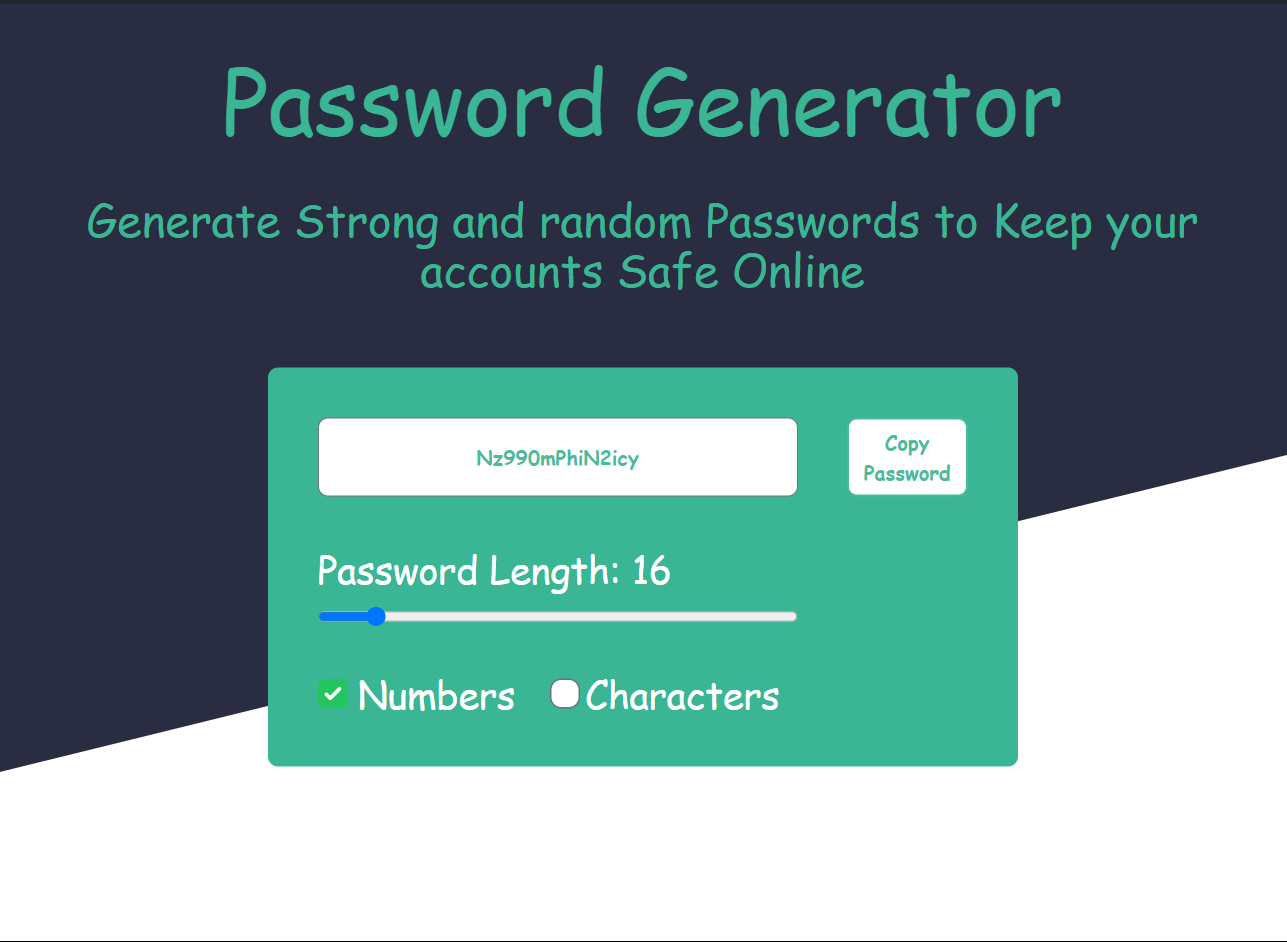 Password Generator
Generate Strong and random Passwords to Keep your
accounts Safe Online
Nz990mPhiN2icy
Copy
Password
Password Length: 16
Numbers
Characters